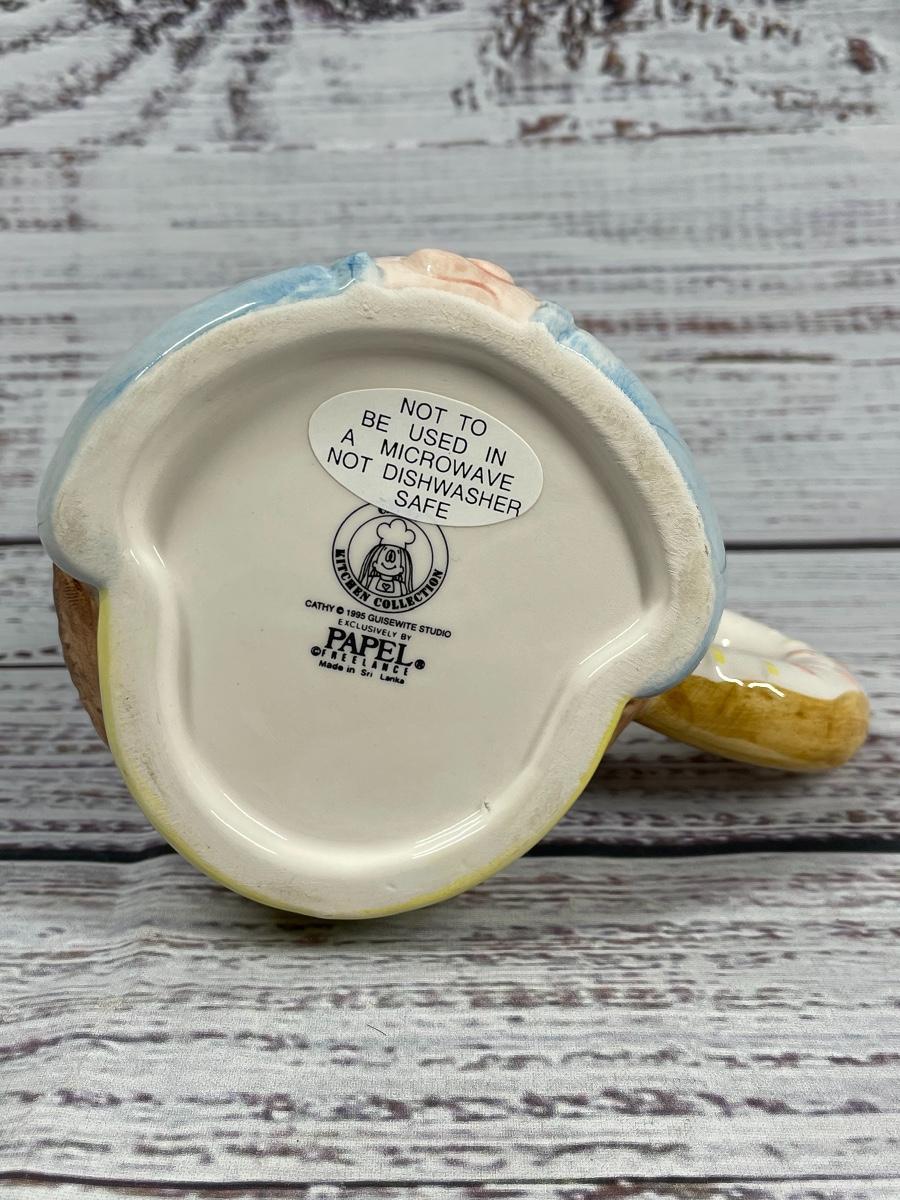 NOT TO
BE USED IN
A MICROWAVE
NOT DISHWASHER
SAFE
KITCHEN COLLECTION
CATHY © 1995 GUISEWITE STUDIO
EXCLUSIVELY BY
PAPEL®
©FREELANCE
Made in Sri Lanka